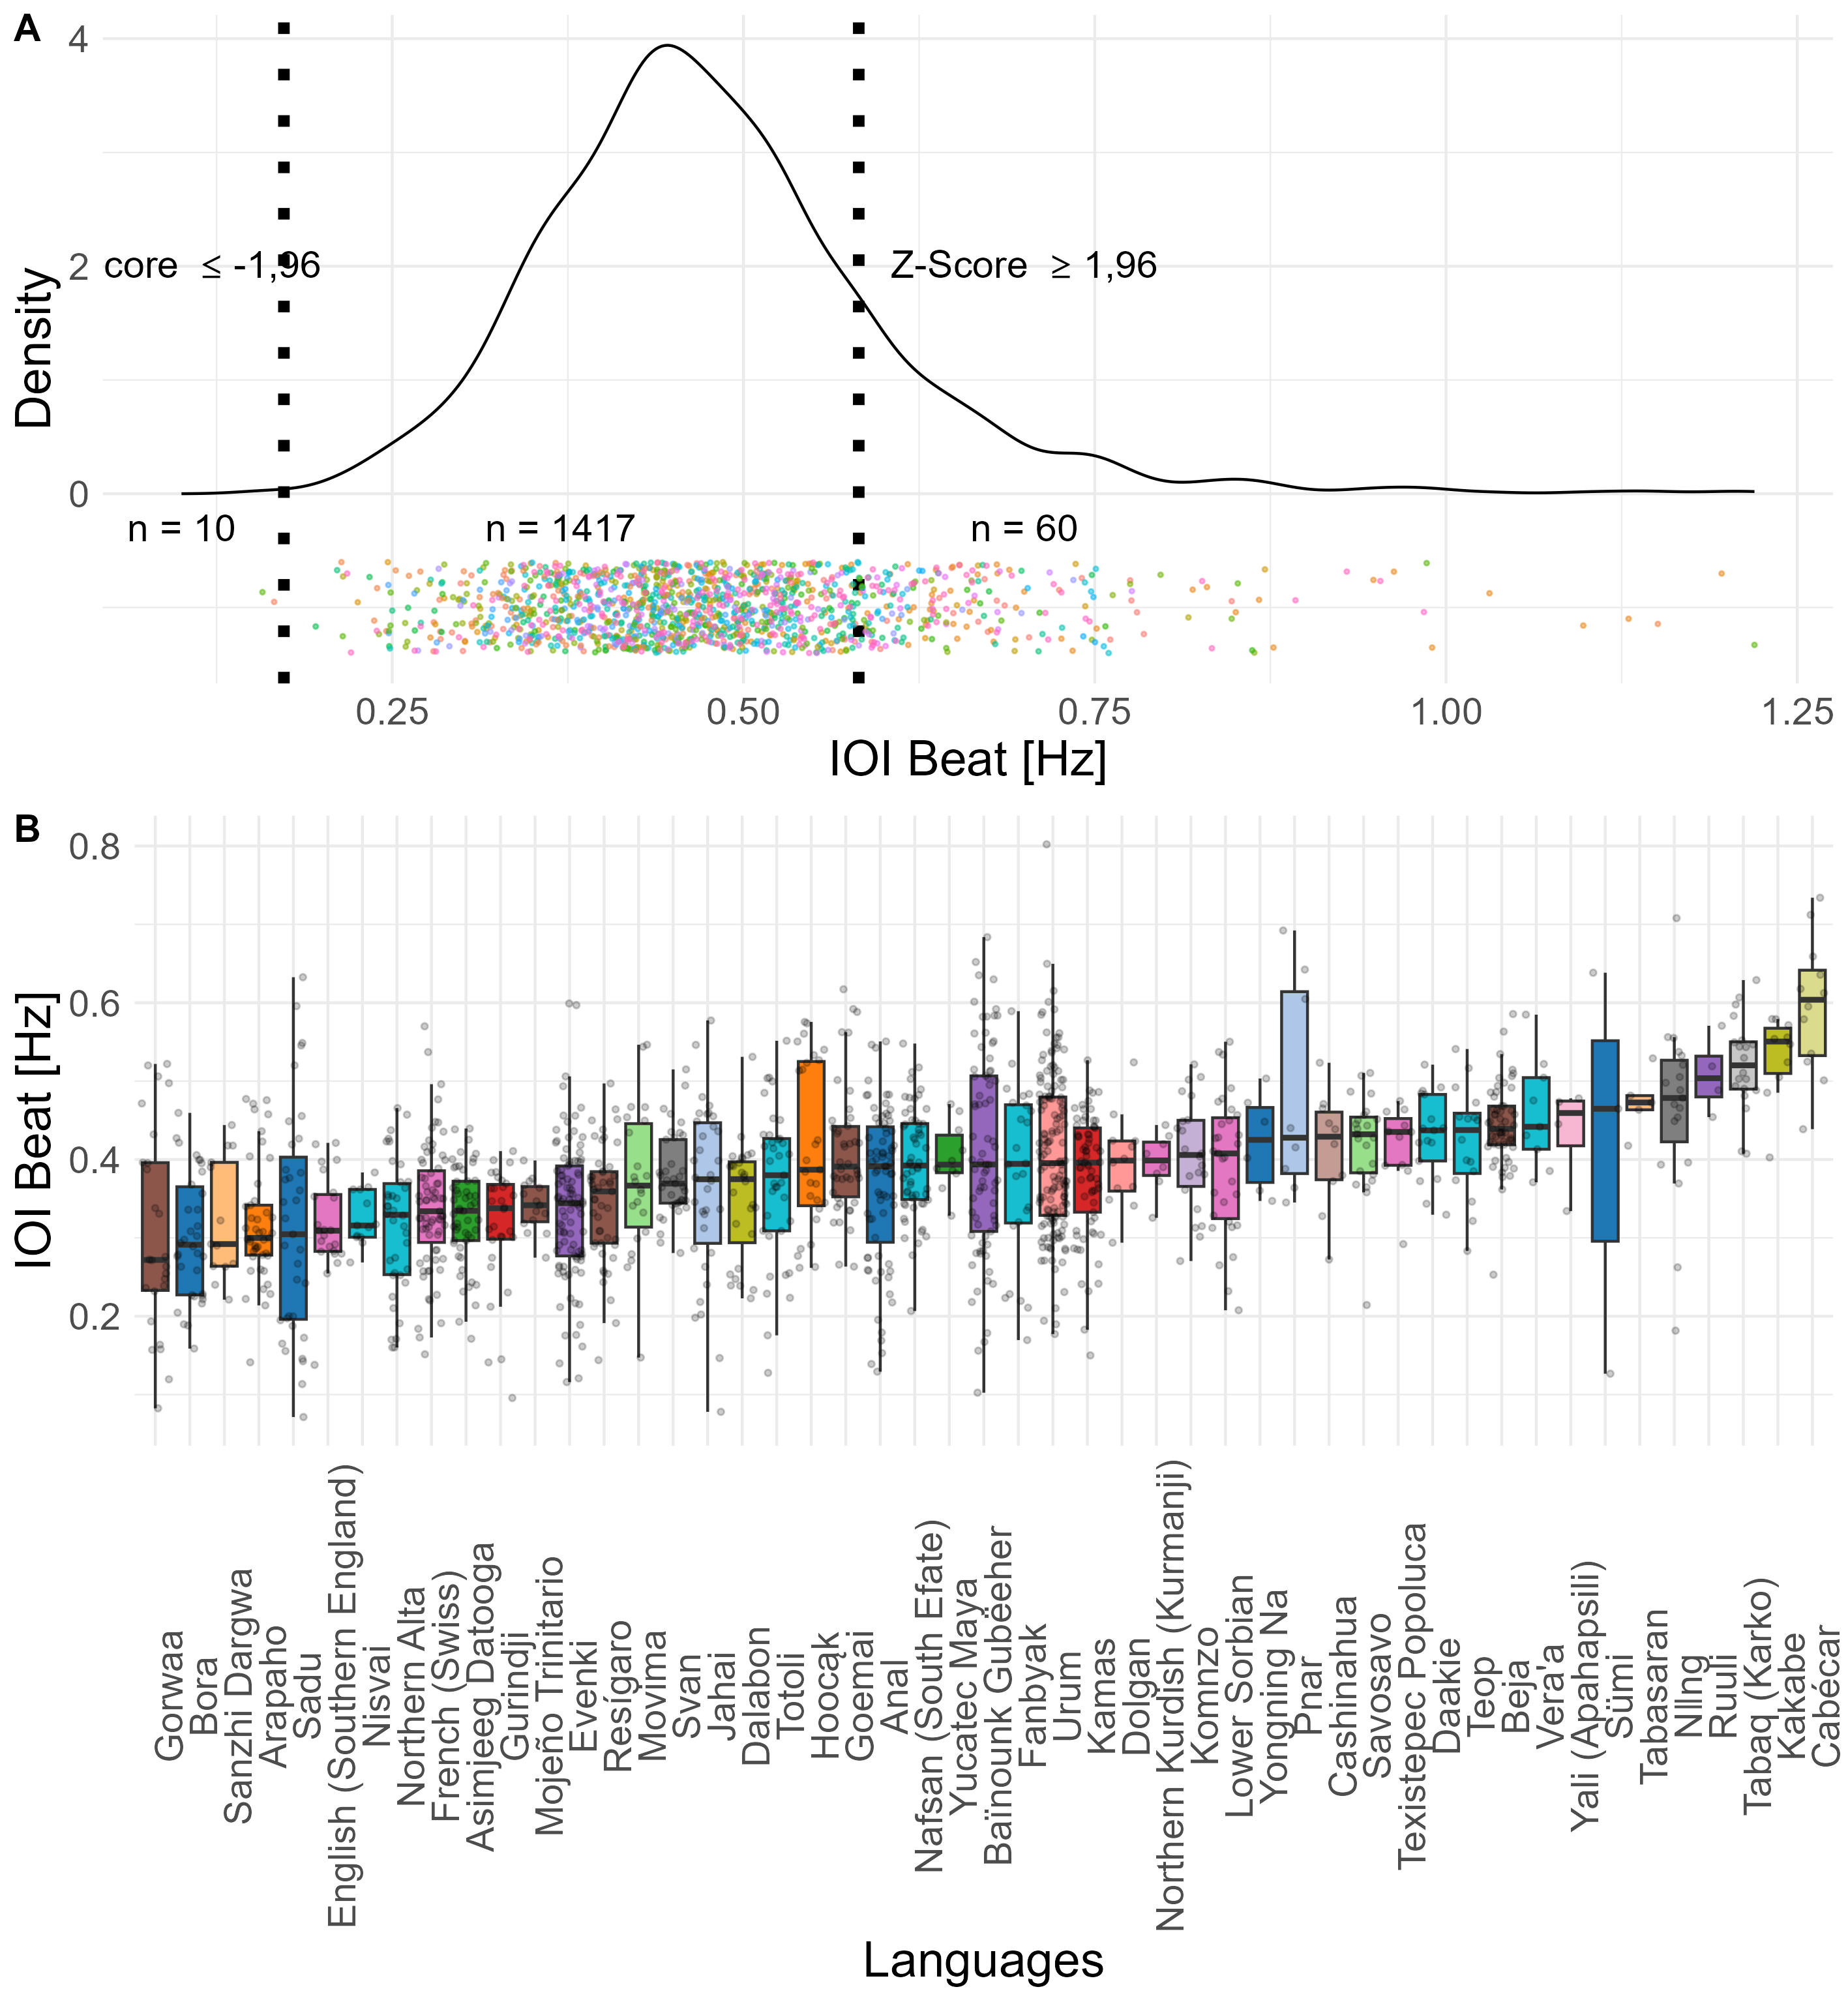 A
4
2
0
Density
core ≤ -1,96
Z-Score ≥ 1,96
n = 10
n = 1417
n = 60
0.25
0.50
0.75
1.00
1.25
IOI Beat [Hz]
B
0.8
0.6
0.4
0.2
IOI Beat [Hz]
Gorwaa
Bora
Sanzhi Dargwa
Arapaho
Sadu
English (Southern England)
Nisvai
Northern Alta
French (Swiss)
Asimjeeg Datooga
Gurindji
Mojeño Trinitario
Evenki
Resígaro
Movima
Svan
Jahai
Dalabon
Totoli
Hoocąk
Goemai
Anal
Nafsan (South Efate)
Yucatec Maya
Baïnounk Gubëeher
Fanbyak
Urum
Kamas
Dolgan
Northern Kurdish (Kurmanji)
Komnzo
Lower Sorbian
Yongning Na
Pnar
Cashinahua
Savosavo
Texistepec Popoluca
Daakie
Teop
Beja
Vera'a
Yali (Apahapsili)
Sümi
Tabasaran
Nllng
Ruuli
Tabaq (Karko)
Kakabe
Cabécar
Languages